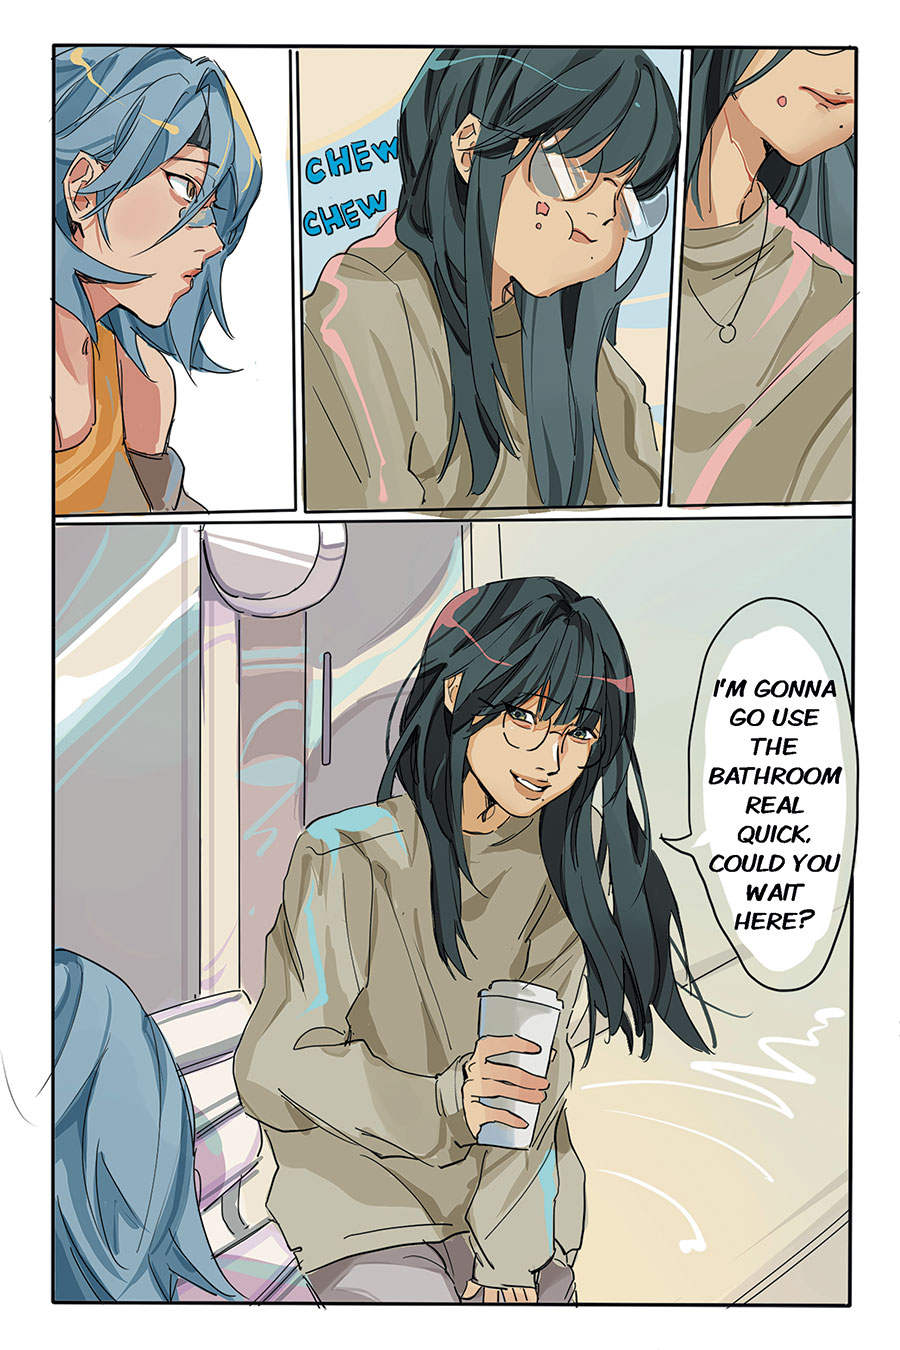 CHEW
CHEW
I'M GONNA
GO USE
THE
BATHROOM
REAL
QUICK,
COULD YOU
WAIT
HERE?